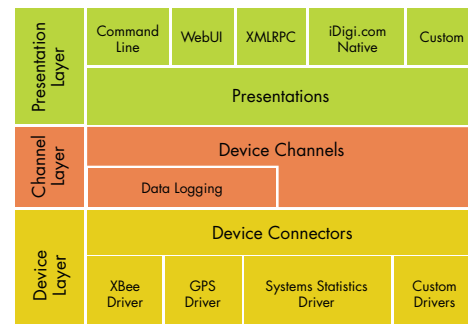 Presentation
Layer
Command
Line
WebUI
XMLRPC
iDigi.com
Native
Custom
Presentations
Channel
Layer
Device Channels
Data Logging
Device
Layer
Device Connectors
XBee
Driver
GPS
Driver
Systems Statistics
Driver
Custom
Drivers